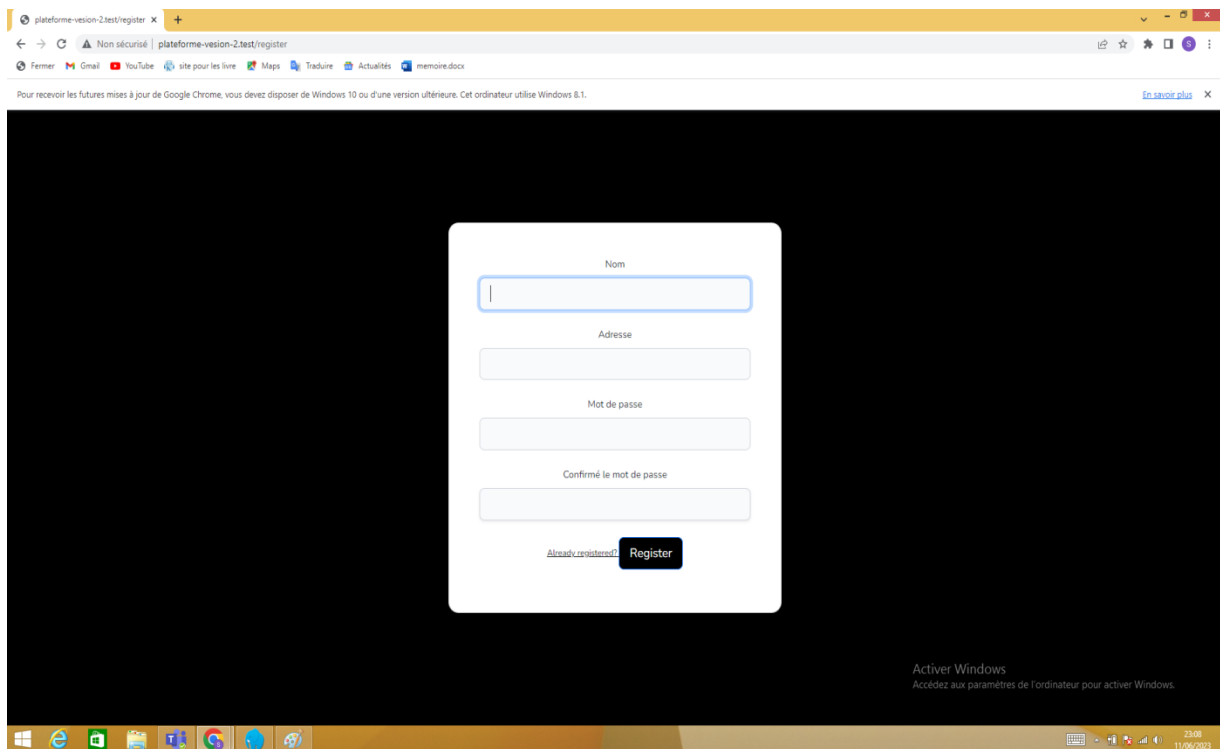 plateforme-vesion-2.test/register
Non sécurisé | plateforme-vesion-2.test/register
S
Fermer Gmail YouTube site pour les livre Maps Traduire Actualités memoire.docx
Pour recevoir les futures mises à jour de Google Chrome, vous devez disposer de Windows 10 ou d'une version ultérieure. Cet ordinateur utilise Windows 8.1. En savoir plus
Nom
Adresse
Mot de passe
Confirmé le mot de passe
Already registered? Register
Activer Windows
Accédez aux paramètres de l'ordinateur pour activer Windows.
23:08
11/06/2023